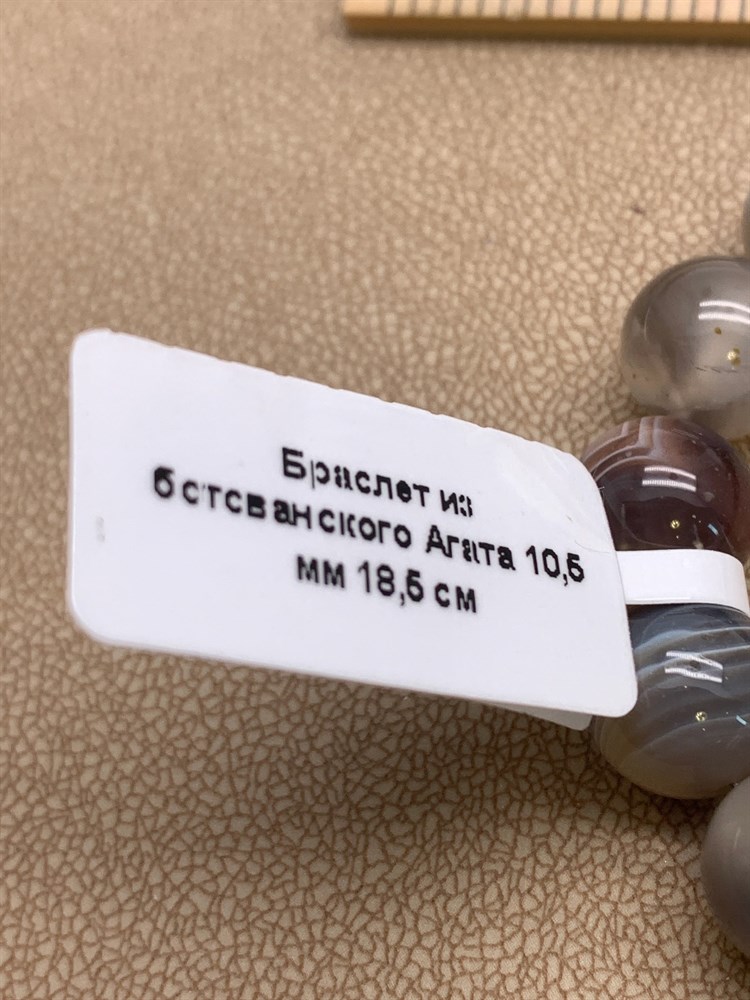 Браслет из
ботсванского Агата 10,5
мм 18,5 см